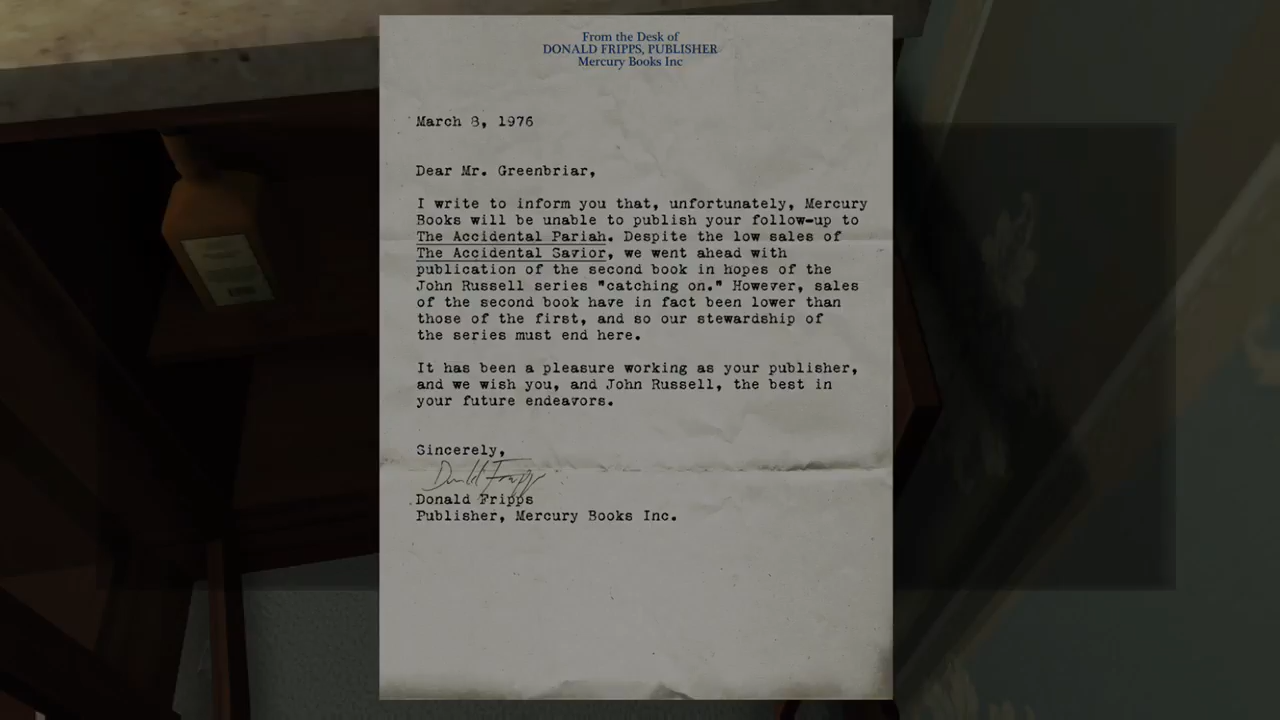 From the Desk of
DONALD FRIPPS, PUBLISHER
Mercury Books Inc
March 8, 1976
Dear Mr. Greenbriar,
I write to inform you that, unfortunately, Mercury
Books will be unable to publish your follow-up to
The Accidental Pariah. Despite the low sales of
The Accidental Savior, we went ahead with
publication of the second book in hopes of the
John Russell series "catching on." However, sales
of the second book have in fact been lower than
those of the first, and so our stewardship of
the series must end here.
It has been a pleasure working as your publisher,
and we wish you, and John Russell, the best in
your future endeavors.
Sincerely,
Donald Fripps
Donald Fripps
Publisher, Mercury Books Inc.